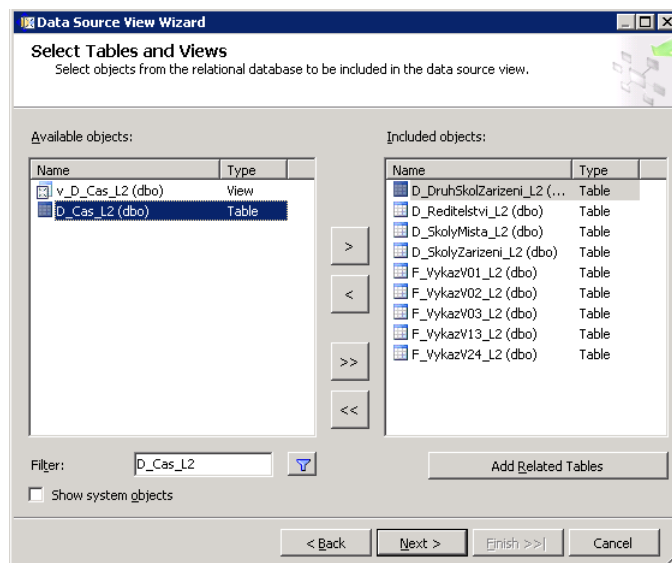 Data Source View Wizard
Select Tables and Views
Select objects from the relational database to be included in the data source view.
Available objects:
Name Type
v_D_Cas_L2 (dbo) View
D_Cas_L2 (dbo) Table
>
<
>>
<<
Included objects:
Name Type
D_DruhSkolZarizeni_L2 (... Table
D_Reditelstvi_L2 (dbo) Table
D_SkolyMista_L2 (dbo) Table
D_SkolyZarizeni_L2 (dbo) Table
F_VykazV01_L2 (dbo) Table
F_VykazV02_L2 (dbo) Table
F_VykazV03_L2 (dbo) Table
F_VykazV13_L2 (dbo) Table
F_VykazV24_L2 (dbo) Table
Filter: D_Cas_L2
Add Related Tables
Show system objects
< Back Next > Finish >>| Cancel